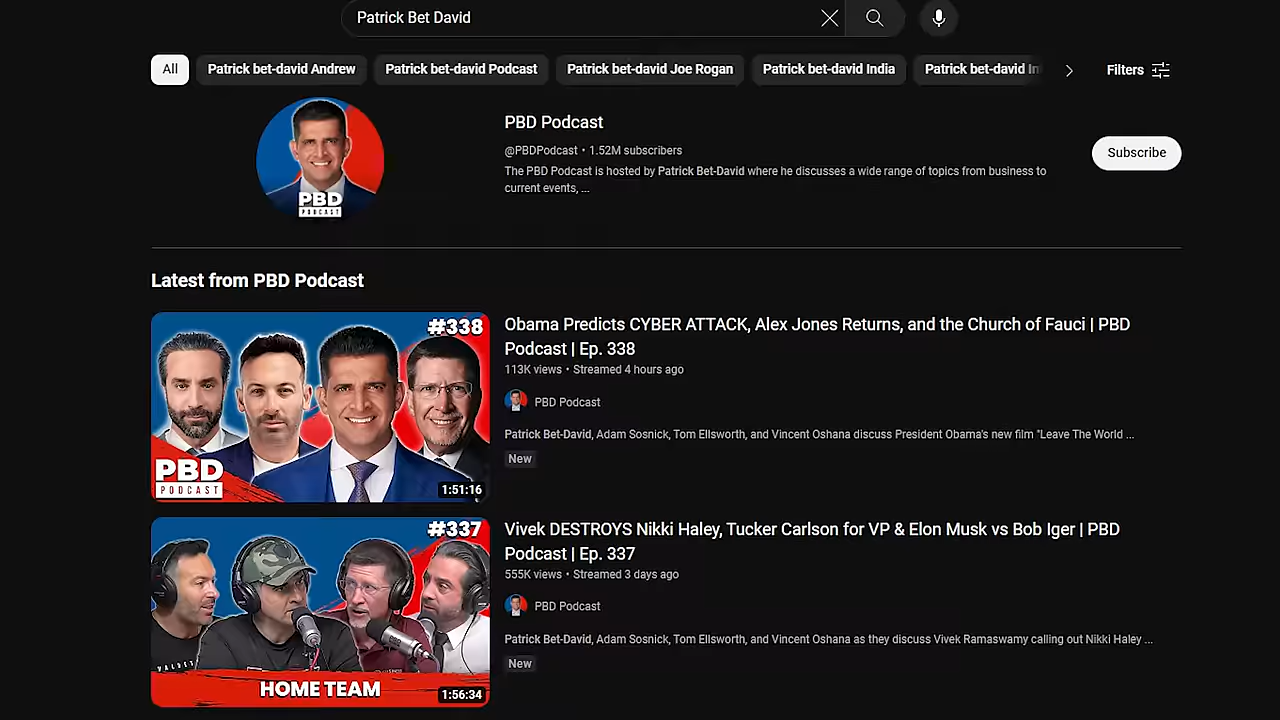 Patrick Bet David
All
Patrick bet-david Andrew
Patrick bet-david Podcast
Patrick bet-david Joe Rogan
Patrick bet-david India
Patrick bet-david
Filters
PBD Podcast
@PBDPodcast • 1.52M subscribers
Subscribe
The PBD Podcast is hosted by Patrick Bet-David where he discusses a wide range of topics from business to
current events, ...
PBD
PODCAST
Latest from PBD Podcast
#338
PBD
PODCAST
1:51:16
Obama Predicts CYBER ATTACK, Alex Jones Returns, and the Church of Fauci | PBD
Podcast | Ep. 338
113K views • Streamed 4 hours ago
PBD Podcast
Patrick Bet-David, Adam Sosnick, Tom Ellsworth, and Vincent Oshana discuss President Obama's new film "Leave The World ...
New
#337
HOME TEAM
1:56:34
Vivek DESTROYS Nikki Haley, Tucker Carlson for VP & Elon Musk vs Bob Iger | PBD
Podcast | Ep. 337
555K views • Streamed 3 days ago
PBD Podcast
Patrick Bet-David, Adam Sosnick, Tom Ellsworth, and Vincent Oshana as they discuss Vivek Ramaswamy calling out Nikki Haley ...
New